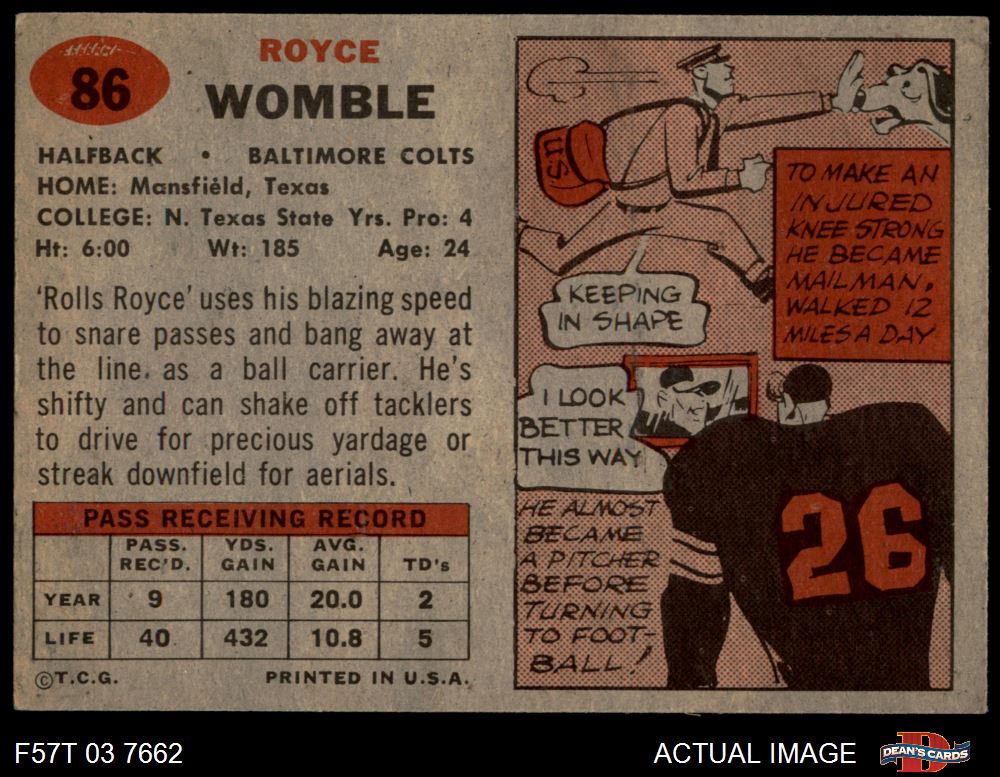 86
ROYCE
WOMBLE
HALFBACK • BALTIMORE COLTS
HOME: Mansfield, Texas
COLLEGE: N. Texas State Yrs. Pro: 4
Ht: 6:00 Wt: 185 Age: 24
'Rolls Royce' uses his blazing speed
to snare passes and bang away at
the line. as a ball carrier. He's
shifty and can shake off tacklers
to drive for precious yardage or
streak downfield for aerials.
PASS RECEIVING RECORD
PASS. REC'D. YDS. GAIN AVG. GAIN TD's
YEAR 9 180 20.0 2
LIFE 40 432 10.8 5
©T.C.G. PRINTED IN U.S.A.
U.S.
TO MAKE AN
INJURED
KNEE STRONG
HE BECAME
MAILMAN,
WALKED 12
MILES A DAY
KEEPING
IN SHAPE
I LOOK
BETTER
THIS WAY
HE ALMOST
BECAME
A PITCHER
BEFORE
TURNING
TO FOOT-
BALL!
26
F57T 03 7662
ACTUAL IMAGE
DEAN'S CARDS